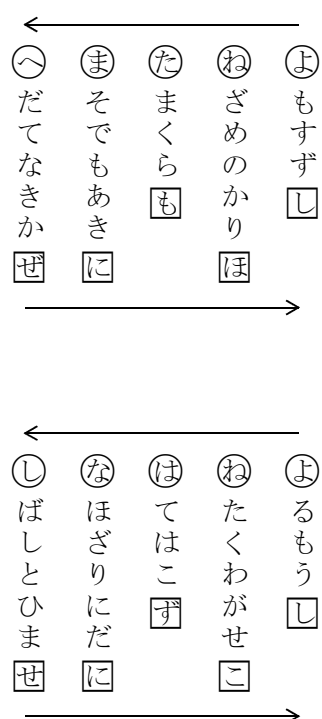 よもすずし
ねざめのかりほ
たまくらも
まそでもあきに
へだてなきかぜ
よるもうし
ねたくわがせこ
はてはこず
なほざりにだに
しばしとひませ